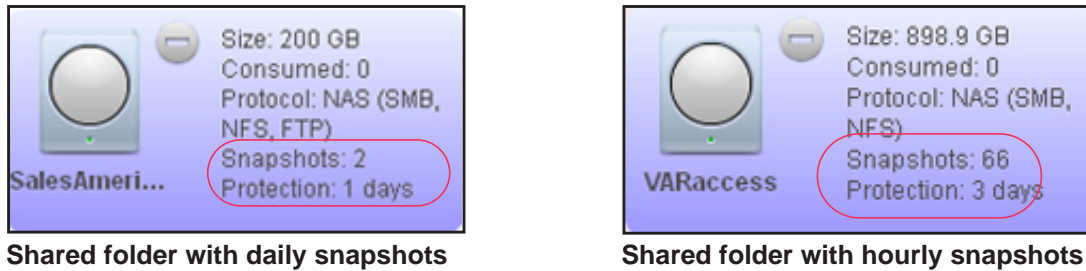 Size: 200 GB
Consumed: 0
Protocol: NAS (SMB,
NFS, FTP)
Snapshots: 2
Protection: 1 days
SalesAmeri...
Shared folder with daily snapshots
Size: 898.9 GB
Consumed: 0
Protocol: NAS (SMB,
NFS)
Snapshots: 66
Protection: 3 days
VARaccess
Shared folder with hourly snapshots